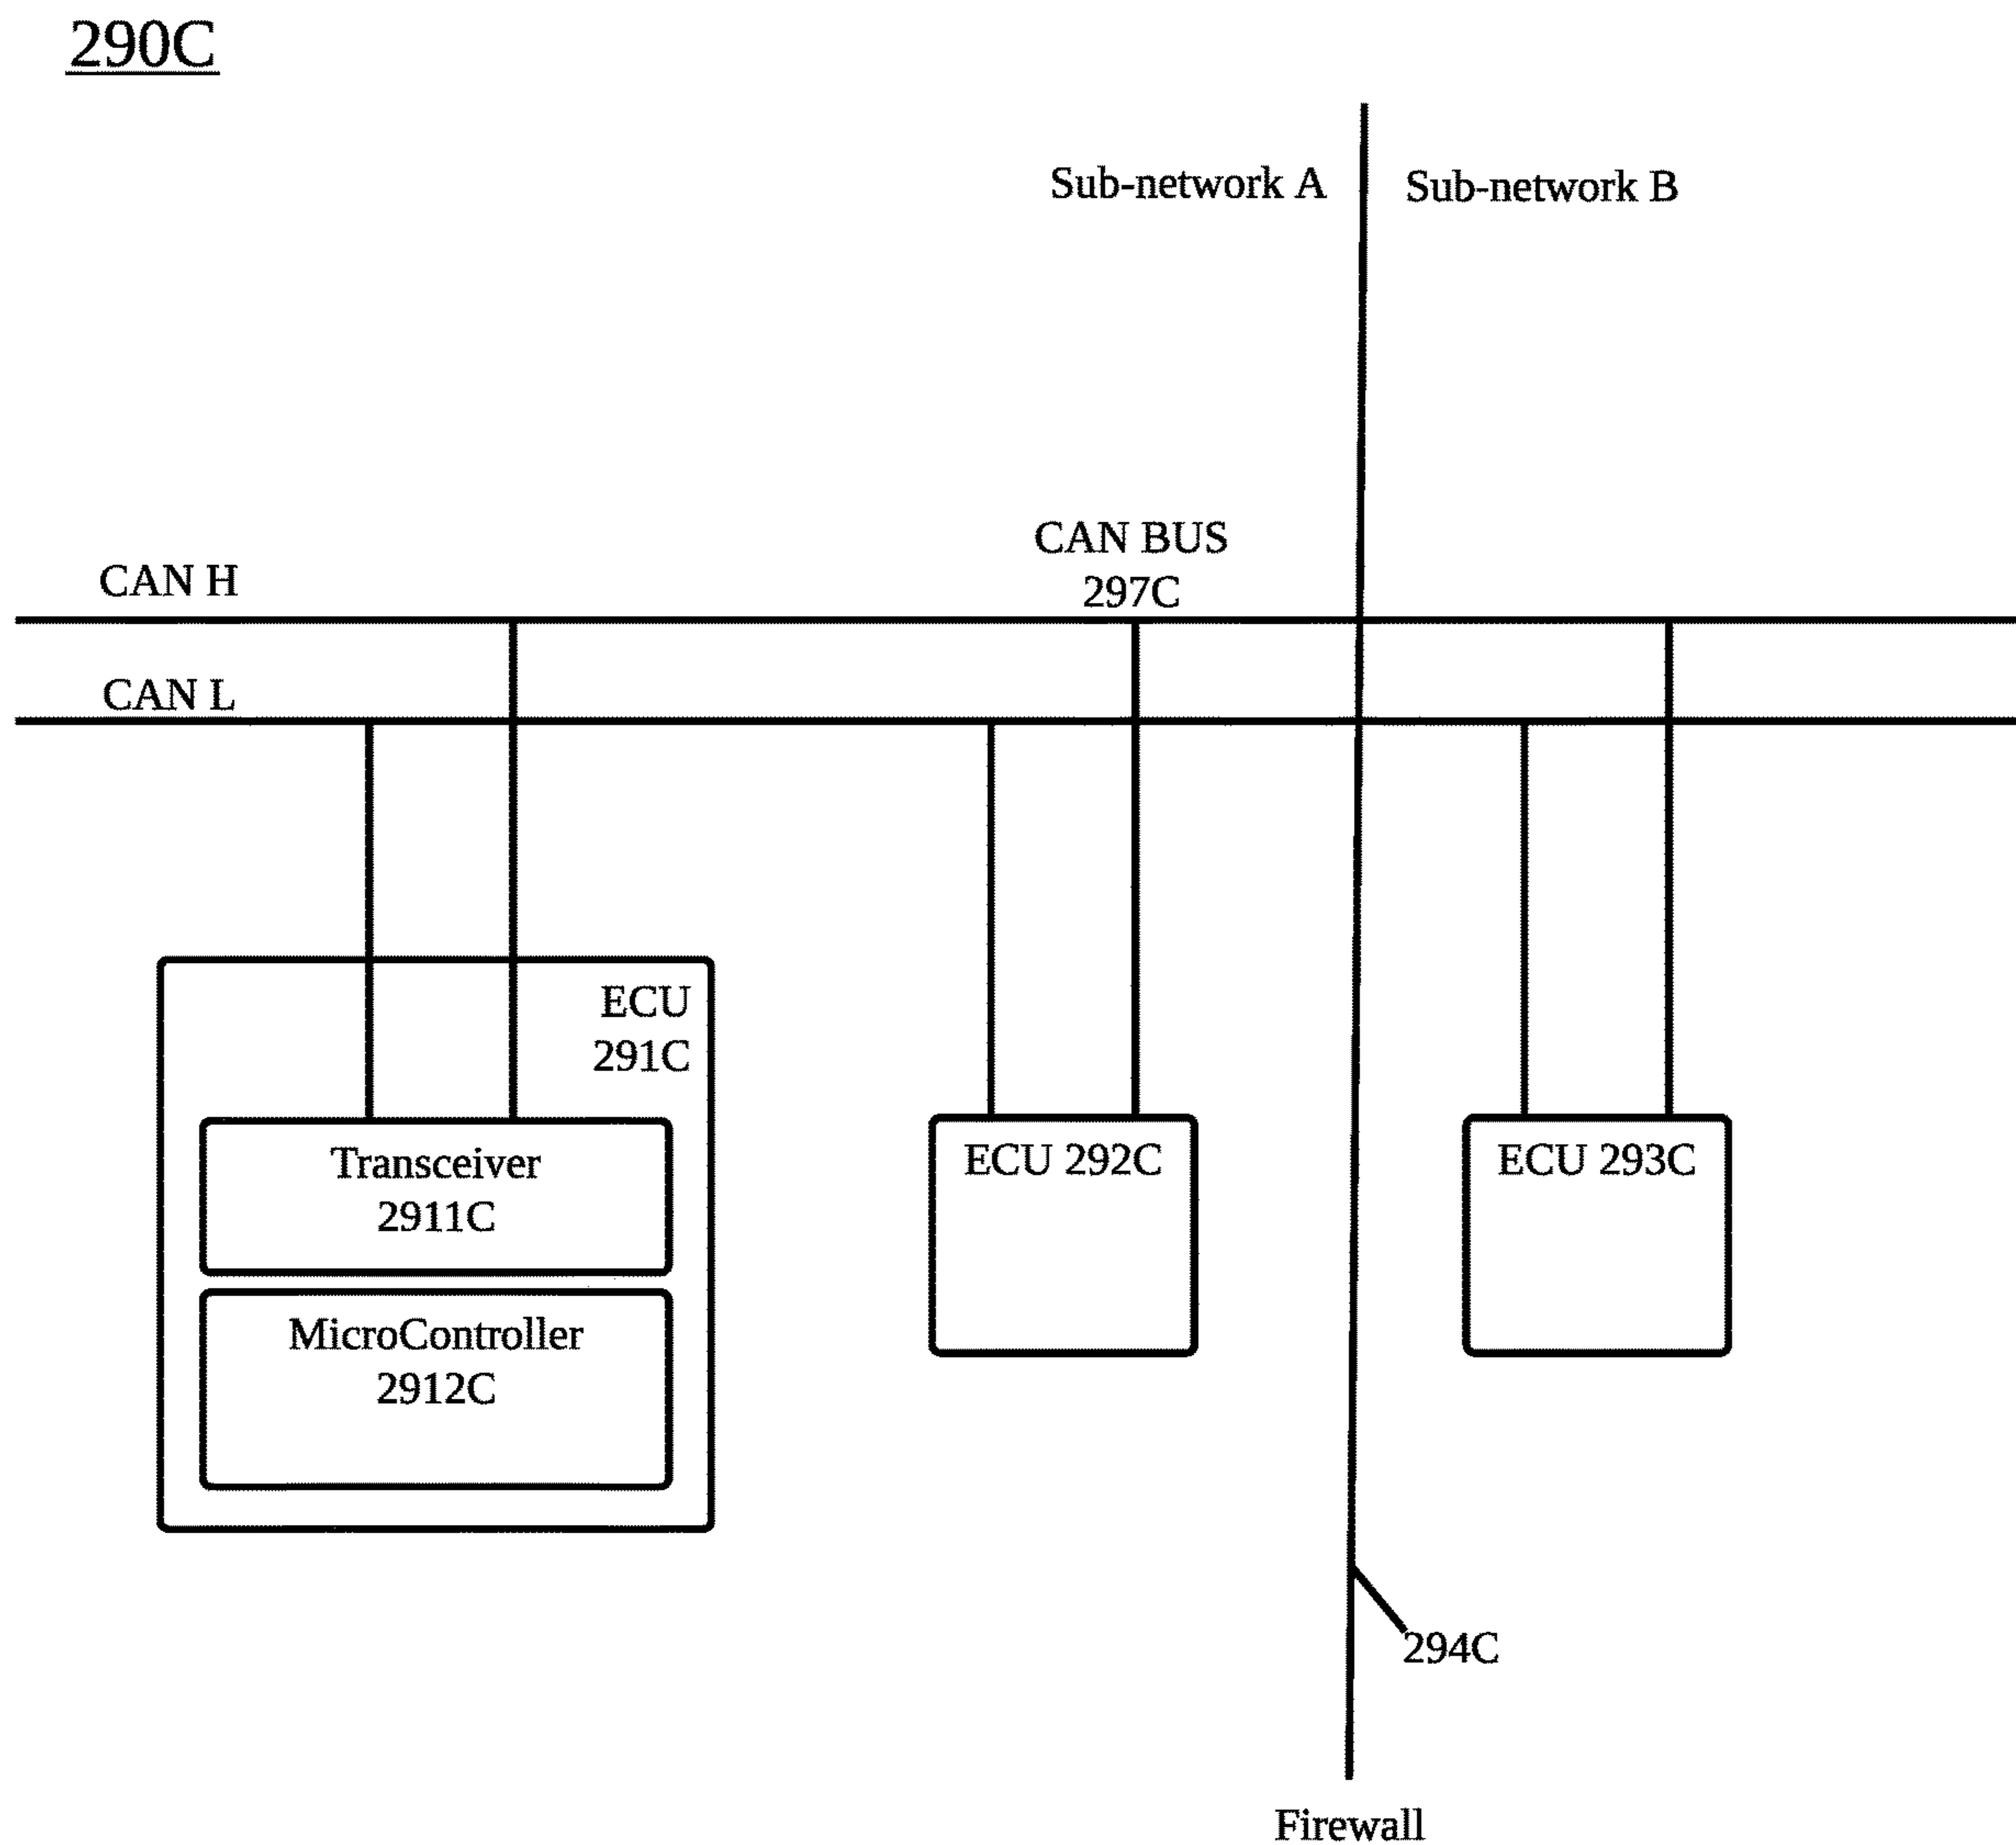 290C
Sub-network A
Sub-network B
CAN BUS
297C
CAN H
CAN L
ECU
291C
Transceiver
2911C
MicroController
2912C
ECU 292C
ECU 293C
294C
Firewall